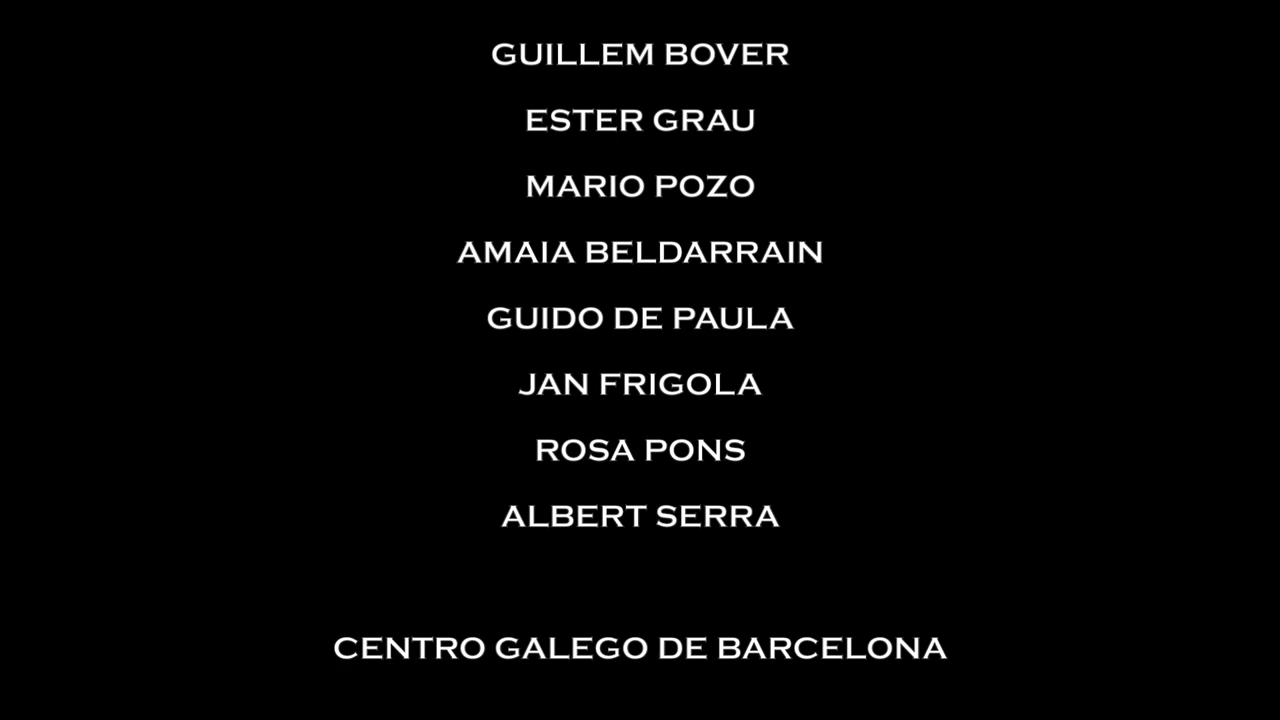 GUILLEM BOVER
ESTER GRAU
MARIO POZO
AMAIA BELDARRAIN
GUIDO DE PAULA
JAN FRIGOLA
ROSA PONS
ALBERT SERRA
CENTRO GALEGO DE BARCELONA